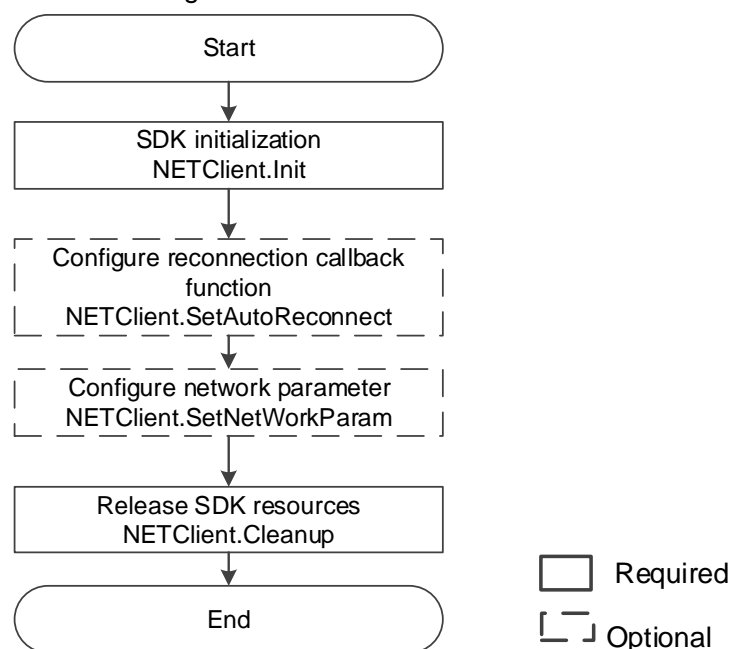 Start
SDK initialization
NETClient.Init
Configure reconnection callback
function
NETClient.SetAutoReconnect
Configure network parameter
NETClient.SetNetWorkParam
Release SDK resources
NETClient.Cleanup
End
Required
Optional